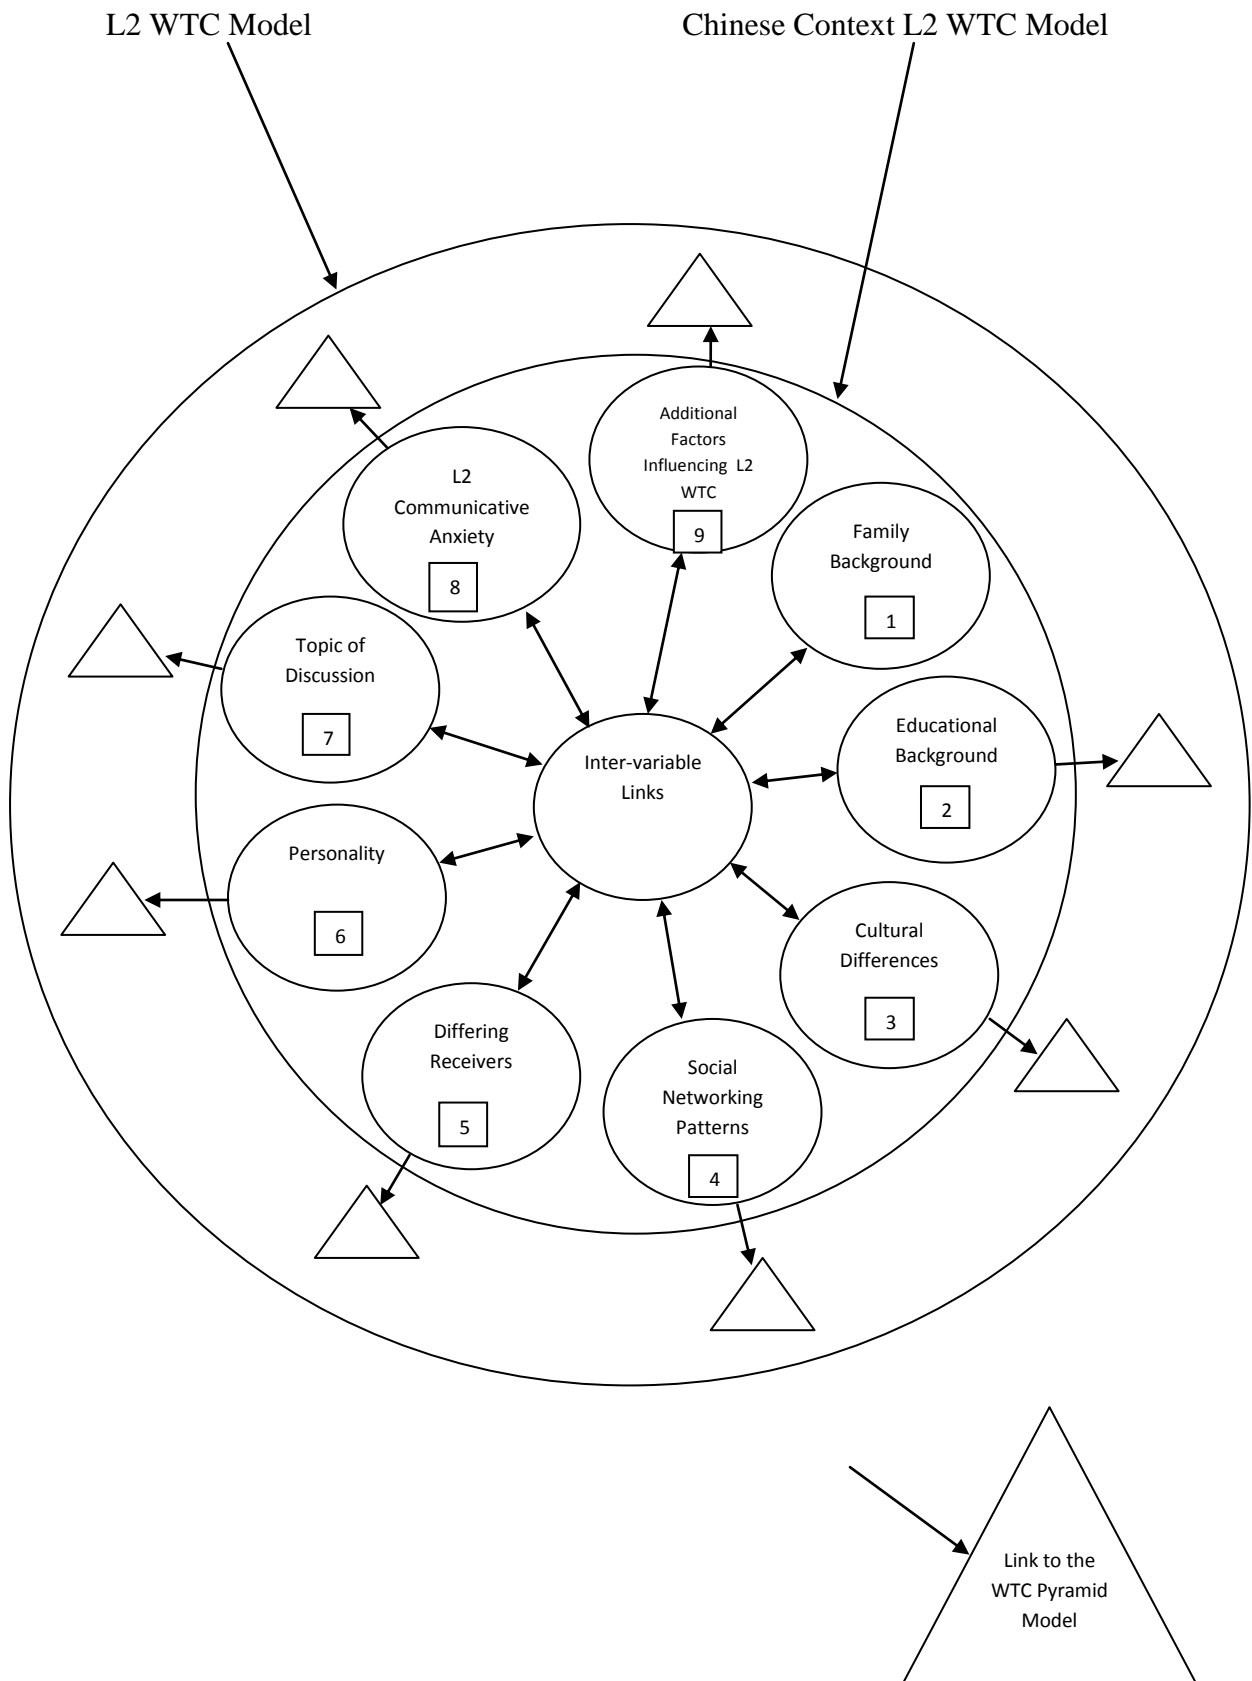 L2 WTC Model
Chinese Context L2 WTC Model
Additional
Factors
Influencing L2
WTC
9
Family
Background
1
Educational
Background
2
Cultural
Differences
3
Social
Networking
Patterns
4
Differing
Receivers
5
Personality
6
Topic of
Discussion
7
L2
Communicative
Anxiety
8
Inter-variable
Links
Link to the
WTC Pyramid
Model